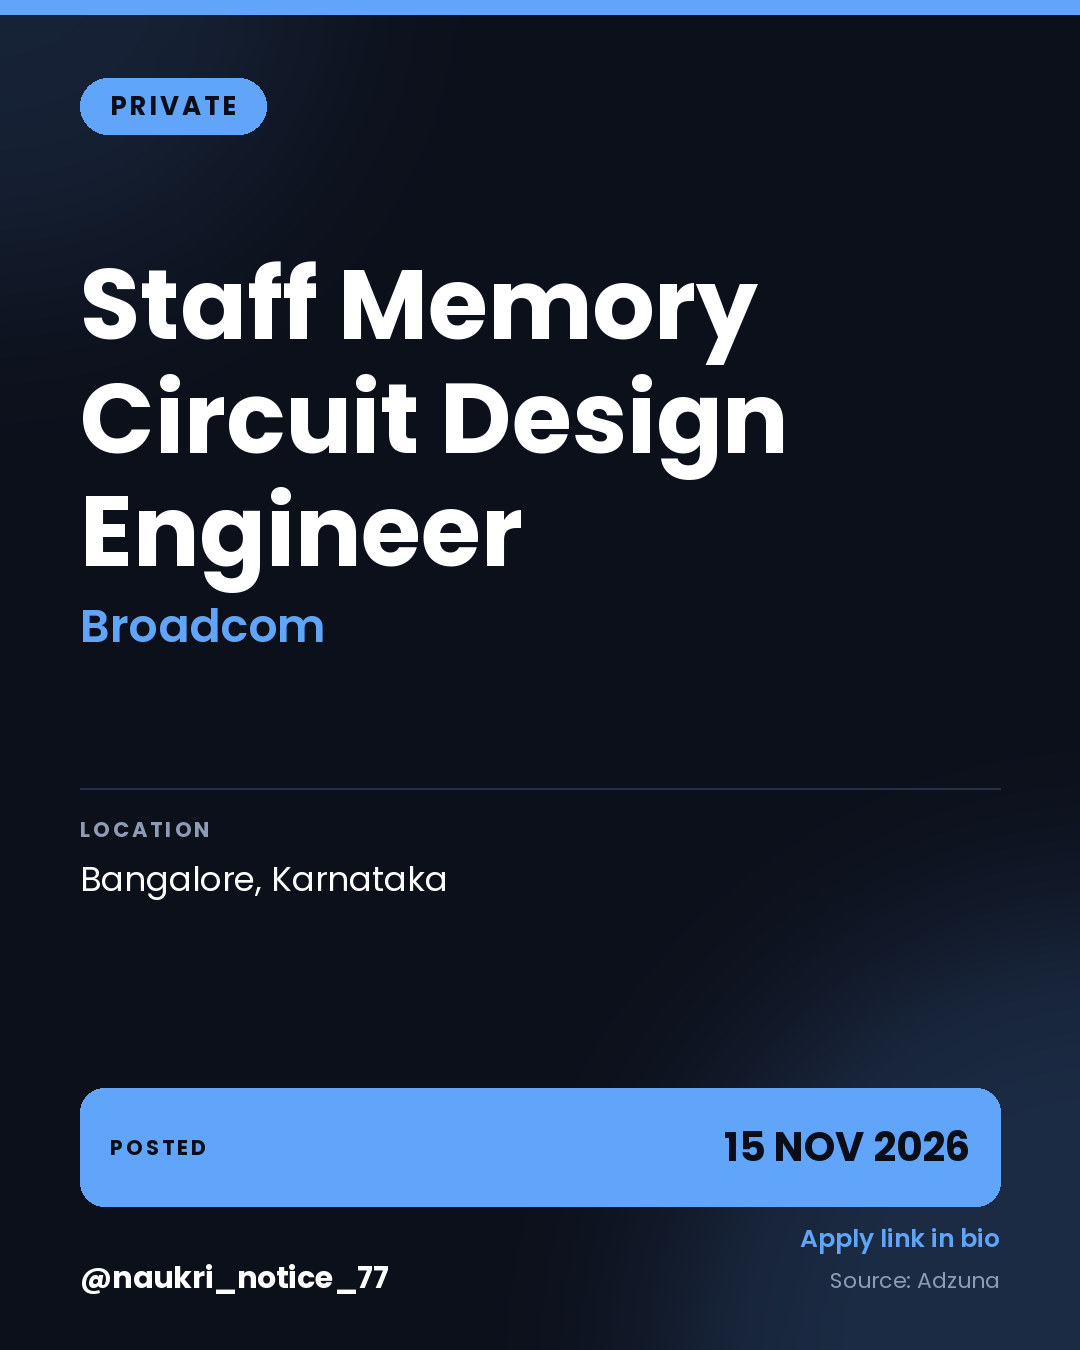 PRIVATE
Staff Memory
Circuit Design
Engineer
Broadcom
LOCATION
Bangalore, Karnataka
POSTED
15 NOV 2026
Apply link in bio
@naukri_notice_77
Source: Adzuna